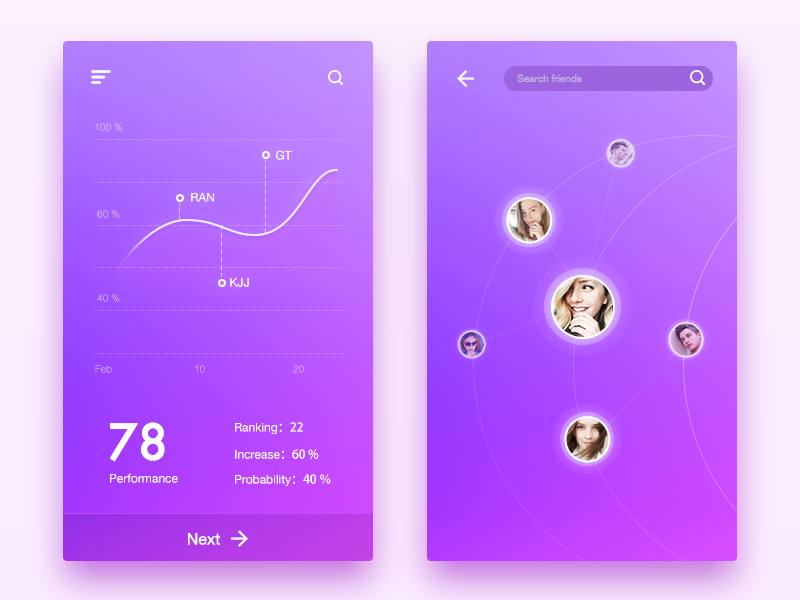 100 %
GT
RAN
60 %
KJJ
40 %
Feb 10 20
78
Performance
Ranking: 22
Increase: 60 %
Probability: 40 %
Next
Search friends